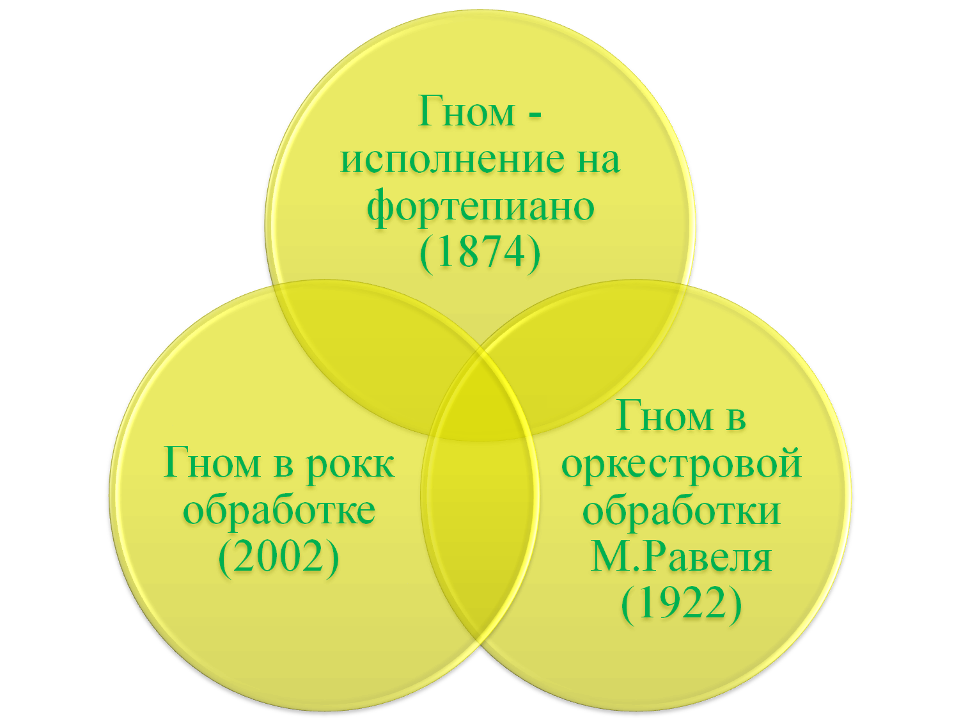 Гном -
исполнение на
фортепиано
(1874)
Гном в рокк
обработке
(2002)
Гном в
оркестровой
обработки
М.Равеля
(1922)